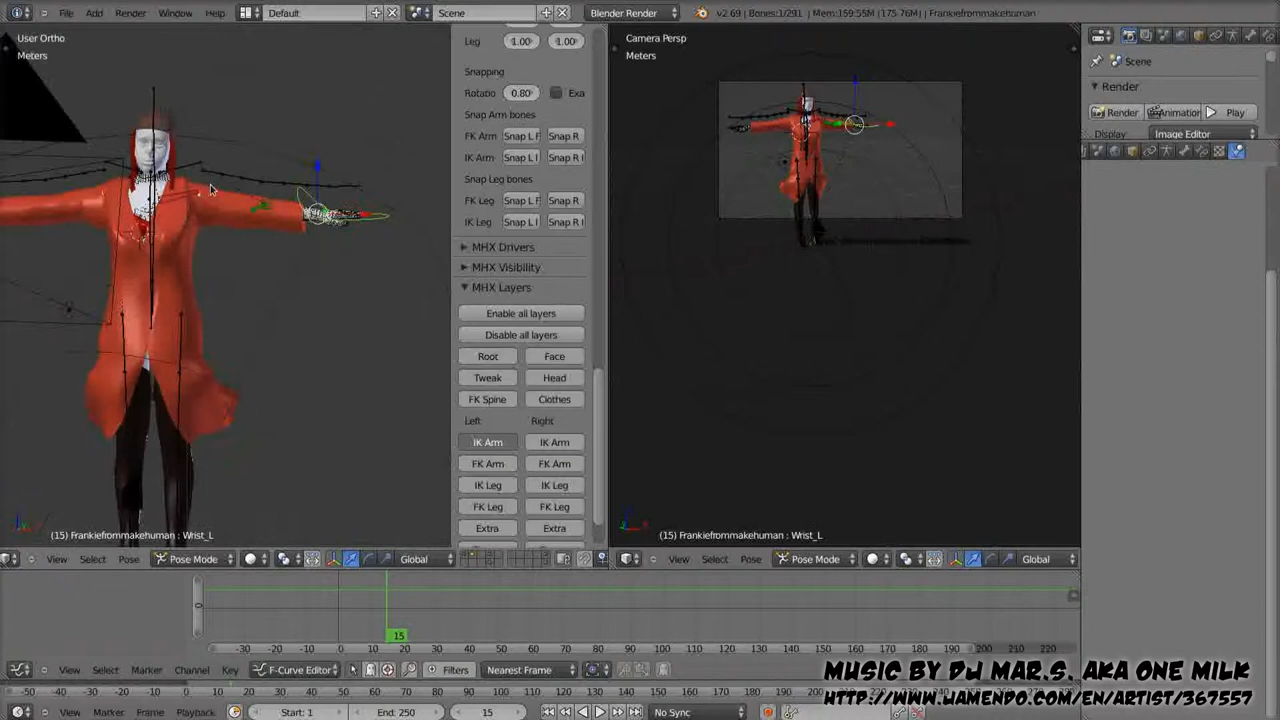 File Add Render Window Help Default Scene Blender Render v2.69 | Bones:1/291 | Mem:159.55M (175.76M) | Frankiefrommakehuman
User Ortho
Meters
Leg 1.00 1.00
Snapping
Rotatio 0.80 Exa
Snap Arm bones
FK Arm Snap L F Snap R
IK Arm Snap L I Snap R I
Snap Leg bones
FK Leg Snap L F Snap R
IK Leg Snap L I Snap R I
MHX Drivers
MHX Visibility
MHX Layers
Enable all layers
Disable all layers
Root Face
Tweak Head
FK Spine Clothes
Left Right
IK Arm IK Arm
FK Arm FK Arm
IK Leg IK Leg
FK Leg FK Leg
Extra Extra
(15) Frankiefrommakehuman : Wrist_L
View Select Pose Pose Mode Global
Camera Persp
Meters
(15) Frankiefrommakehuman : Wrist_L
View Select Pose Pose Mode Global
Scene
Render
Render Animation Play
Display: Image Editor
15
-30 -20 -10 0 10 20 30 40 50 60 70 80 90 100 110 120 130 140 150 160 170 180 190 200 210 220
View Select Marker Channel Key F-Curve Editor Filters Nearest Frame
-50 -40 -30 -20 -10 0 10 20 30 40 50 60 70 80 90 100 110 120 130 140 150 160 170 180
View Marker Frame Playback Start: 1 End: 250 15 No Sync
MUSIC BY DJ MAR.S. AKA ONE MILK
HTTP://WWW.JAMENDO.COM/EN/ARTIST/367557